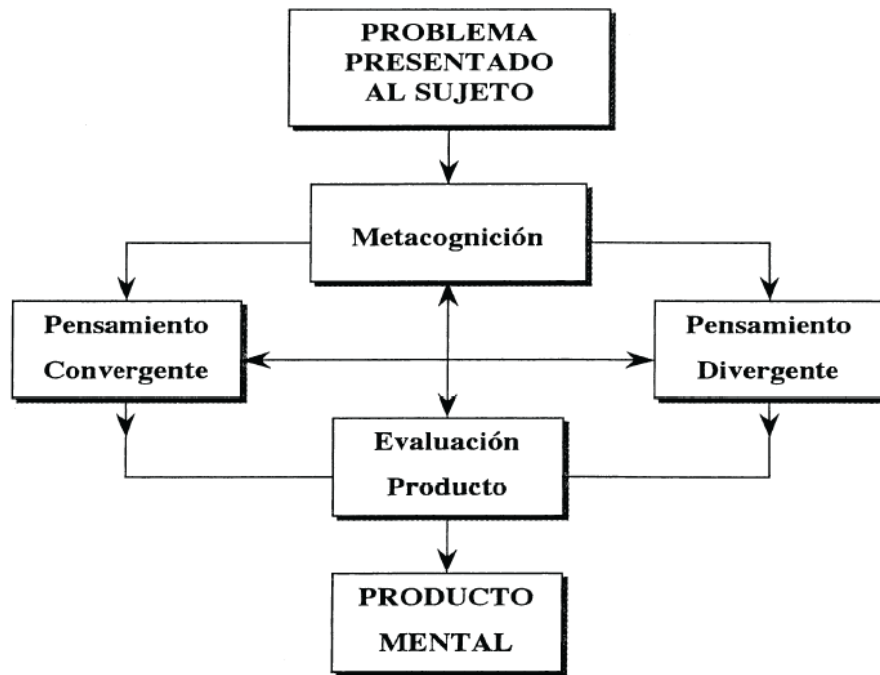 PROBLEMA
PRESENTADO
AL SUJETO
Metacognición
Pensamiento
Convergente
Pensamiento
Divergente
Evaluación
Producto
PRODUCTO
MENTAL